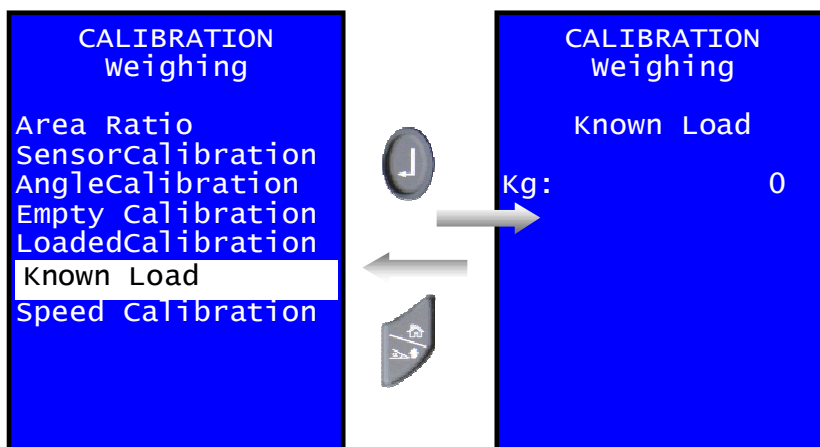 CALIBRATION
Weighing
Area Ratio
SensorCalibration
AngleCalibration
Empty Calibration
LoadedCalibration
Known Load
Speed Calibration
CALIBRATION
Weighing
Known Load
Kg: 0